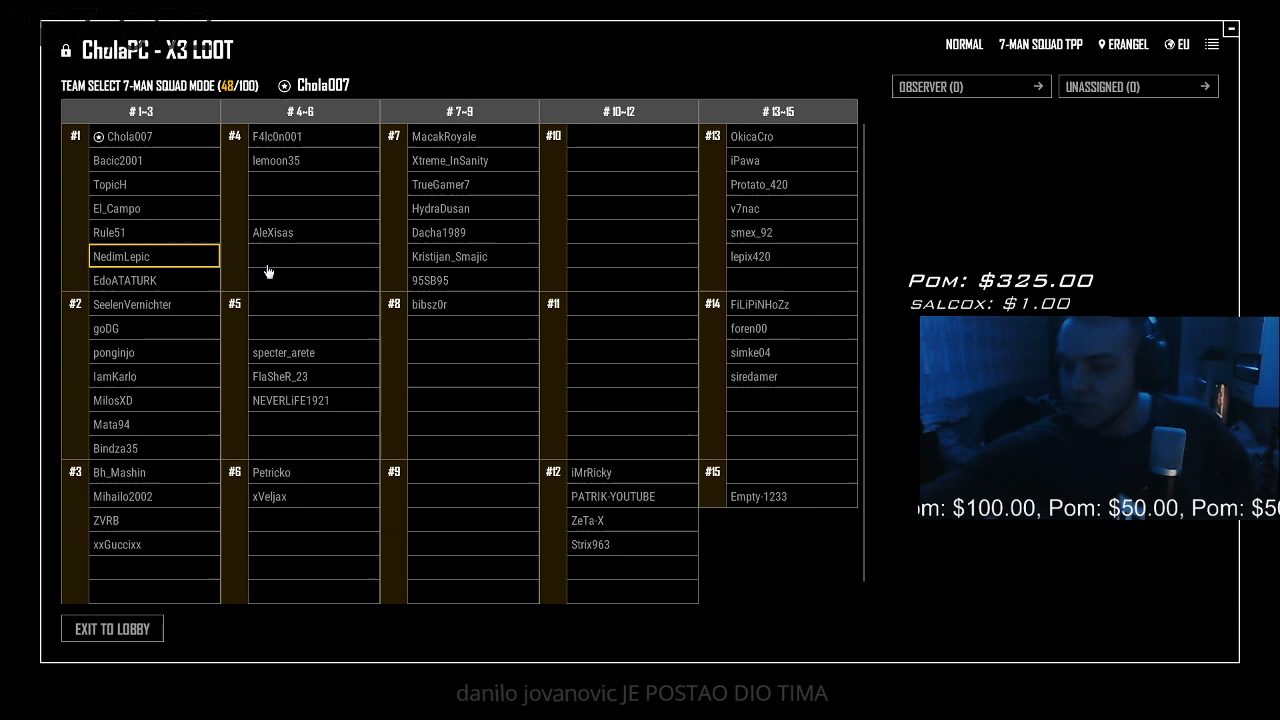 ChulaPC - X3 LOOT
NORMAL 7-MAN SQUAD TPP ERANGEL EU
TEAM SELECT 7-MAN SQUAD MODE (48/100) Chola007
OBSERVER (0) UNASSIGNED (0)
# 1~3 # 4~6 # 7~9 # 10~12 # 13~15
#1 Chola007 #4 F4lc0n001 #7 MacakRoyale #10 #13 OkicaCro
Bacic2001 lemoon35 Xtreme_InSanity iPawa
TopicH TrueGamer7 Protato_420
El_Campo HydraDusan v7nac
Rule51 AleXisas Dacha1989 smex_92
NedimLepic Kristijan_Smajic lepix420
EdoATATURK 95SB95
#2 SeelenVernichter #5 #8 bibsz0r #11 #14 FiLiPiNHoZz
goDG foren00
ponginjo specter_arete simke04
IamKarlo FlaSheR_23 siredamer
MilosXD NEVERLiFE1921
Mata94
Bindza35
#3 Bh_Mashin #6 Petricko #9 #12 iMrRicky #15
Mihailo2002 xVeljax PATRIK-YOUTUBE Empty-1233
ZVRB ZeTa-X
xxGuccixx Strix963
EXIT TO LOBBY
Pom: $325.00
SALCOX: $1.00
om: $100.00, Pom: $50.00, Pom: $50
danilo jovanovic JE POSTAO DIO TIMA